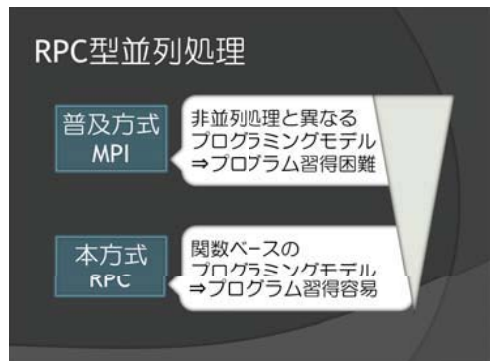 RPC型並列処理
普及方式
MPI
非並列処理と異なる
プログラミングモデル
⇒プログラム習得困難
本方式
RPC
関数ベースの
プログラミングモデル
⇒プログラム習得容易